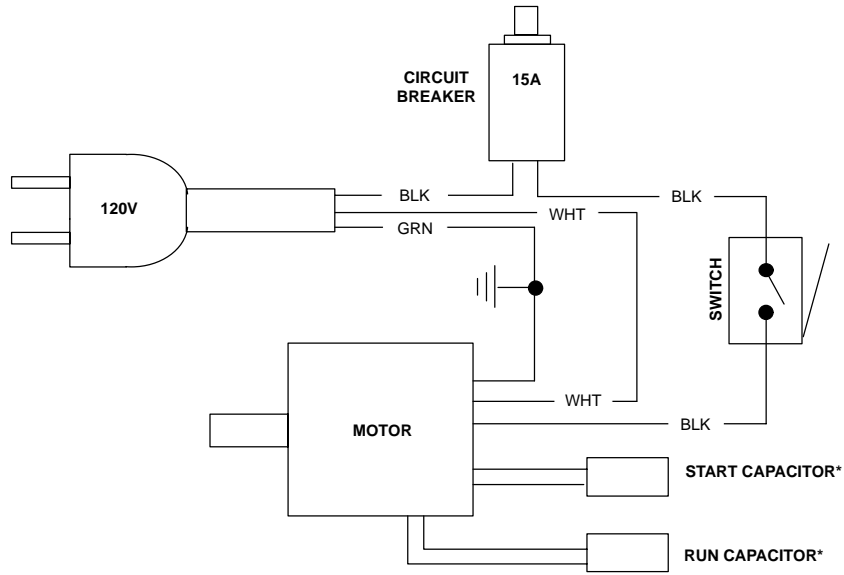 CIRCUIT
BREAKER
15A
120V
BLK
BLK
WHT
GRN
SWITCH
MOTOR
WHT
BLK
START CAPACITOR*
RUN CAPACITOR*